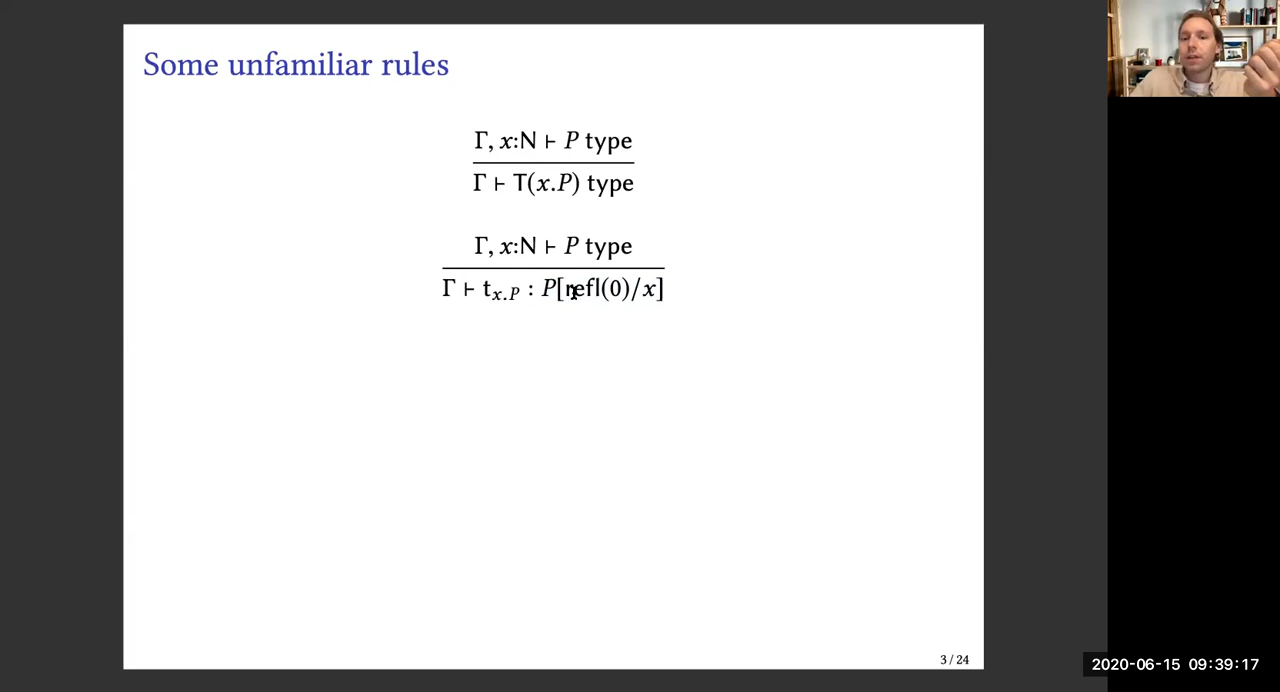 Some unfamiliar rules
Γ, x:N ⊢ P type
Γ ⊢ T(x.P) type
Γ, x:N ⊢ P type
Γ ⊢ t_{x.P} : P[refl(0)/x]
3 / 24
2020-06-15 09:39:17